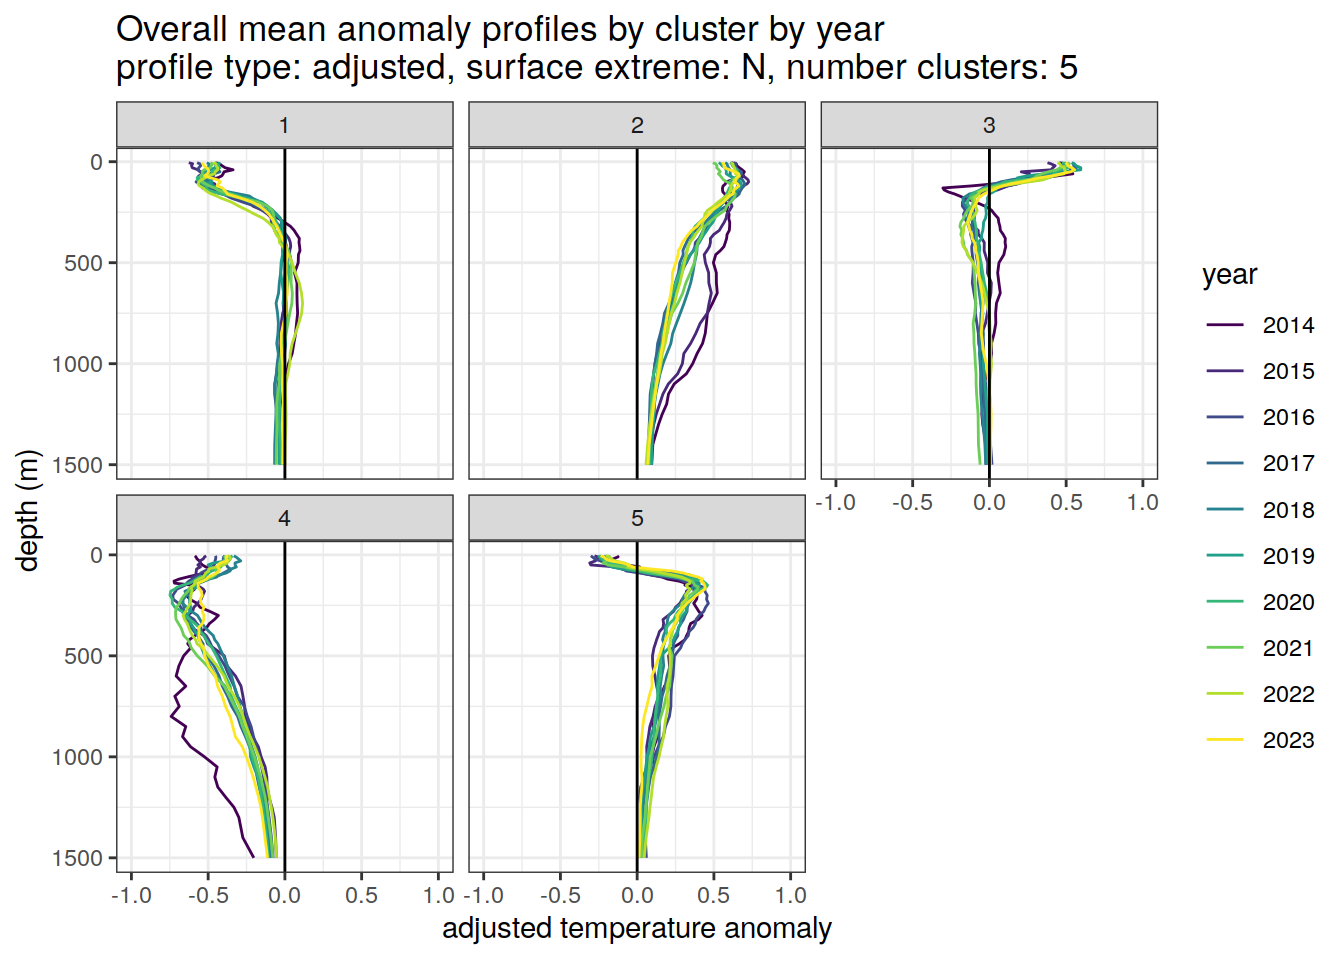 Overall mean anomaly profiles by cluster by year
profile type: adjusted, surface extreme: N, number clusters: 5
1
2
3
0
500
1000
1500
-1.0 -0.5 0.0 0.5 1.0
4
5
0
500
1000
1500
-1.0 -0.5 0.0 0.5 1.0
-1.0 -0.5 0.0 0.5 1.0
adjusted temperature anomaly
depth (m)
year
2014
2015
2016
2017
2018
2019
2020
2021
2022
2023